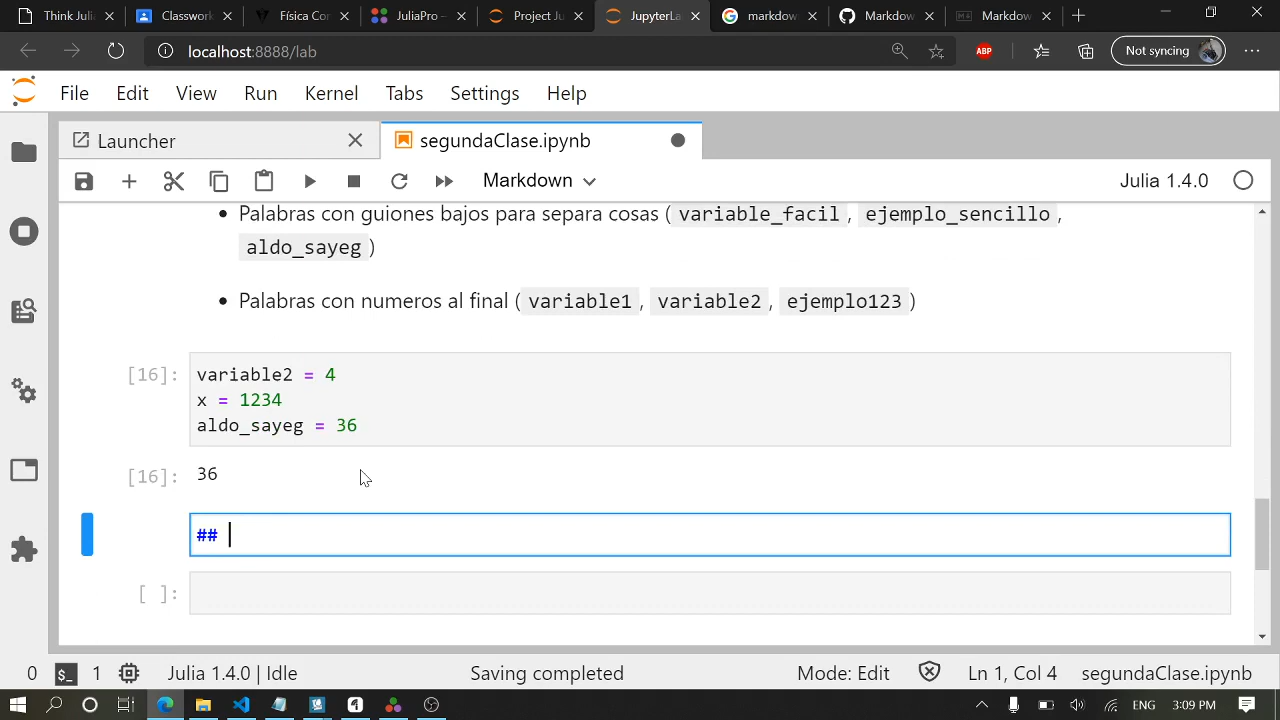 Think Juli
Classwork
Física Con
JuliaPro –
Project Ju
JupyterLa
markdow
Markdow
Markdow
localhost:8888/lab
ABP
Not syncing
File Edit View Run Kernel Tabs Settings Help
Launcher
segundaClase.ipynb
Markdown
Julia 1.4.0
Palabras con guiones bajos para separa cosas ( variable_facil , ejemplo_sencillo ,
aldo_sayeg )
Palabras con numeros al final ( variable1 , variable2 , ejemplo123 )
[16]: variable2 = 4
x = 1234
aldo_sayeg = 36
[16]: 36
##
[ ]:
0 $_ 1 Julia 1.4.0 | Idle Saving completed Mode: Edit Ln 1, Col 4 segundaClase.ipynb
ENG 3:09 PM